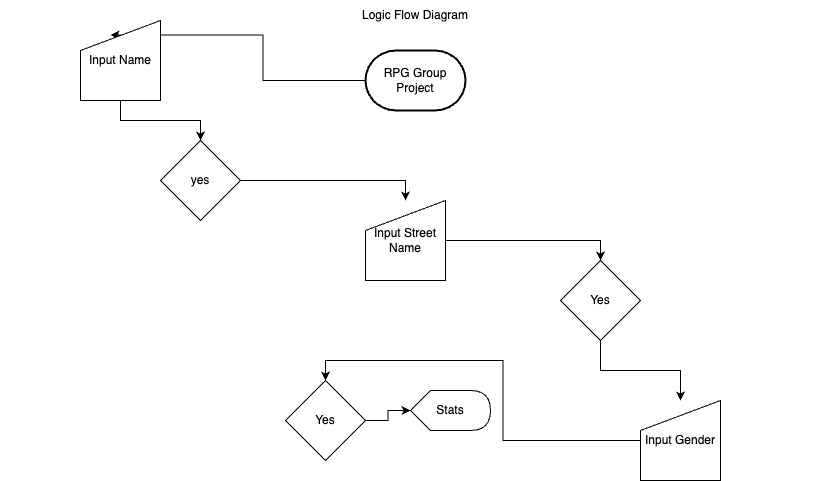 Logic Flow Diagram
Input Name
RPG Group
Project
yes
Input Street
Name
Yes
Yes
Stats
Input Gender